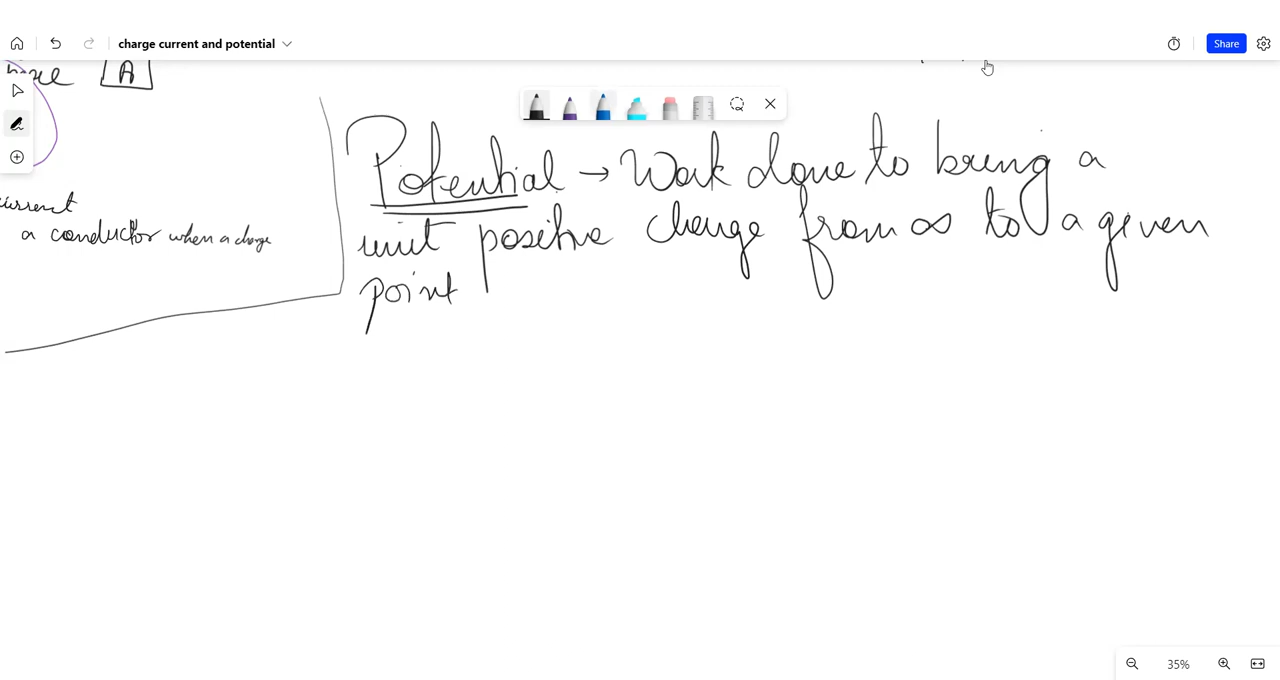 charge current and potential
Share
A
Potential → Work done to bring a
unit positive charge from ∞ to a given
point
current
a conductor when a charge
35%